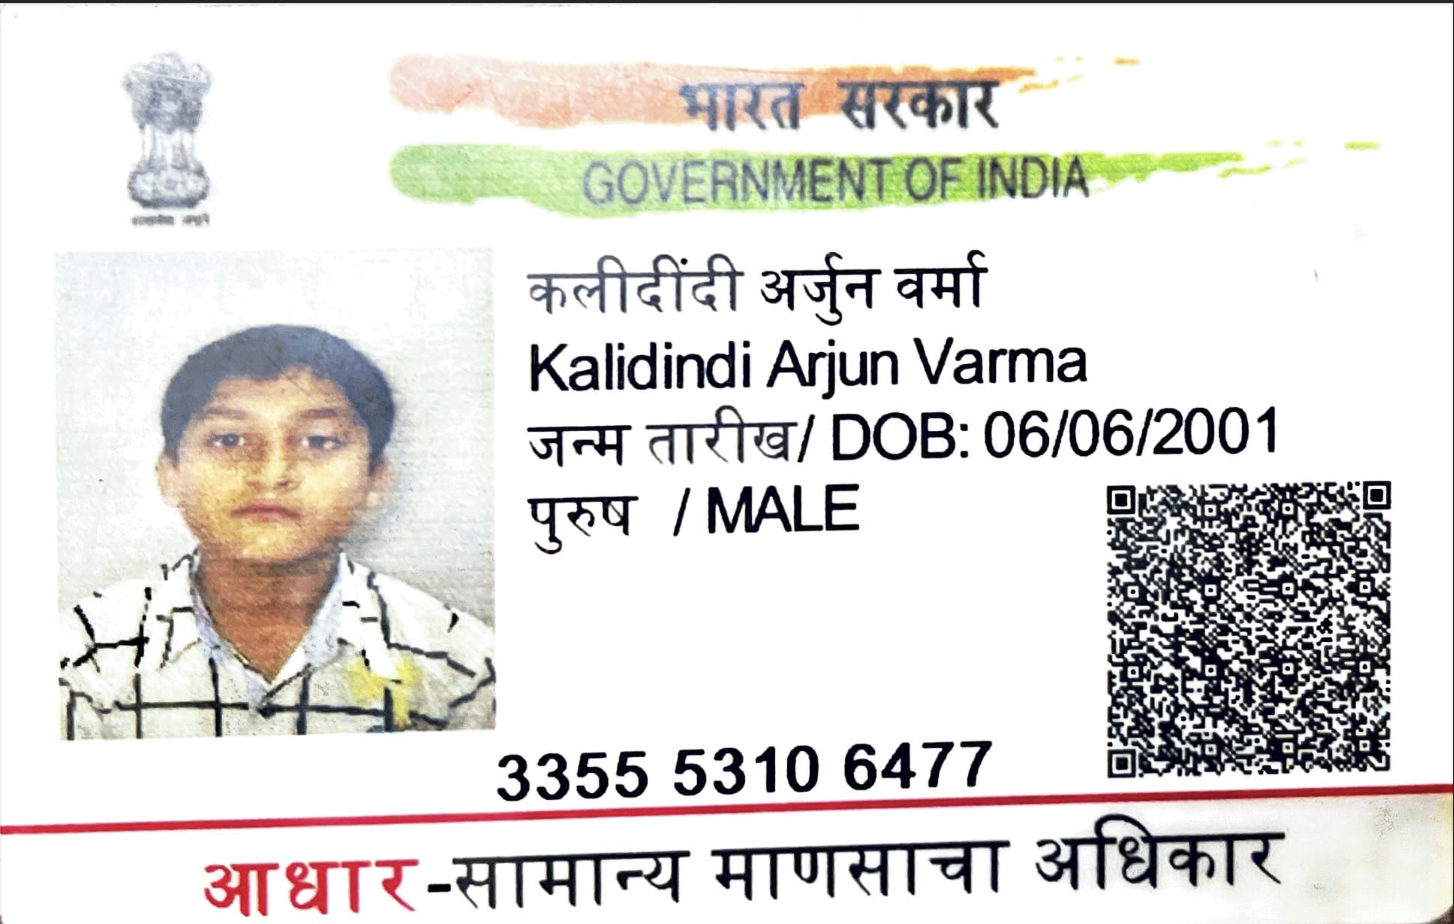 भारत सरकार
GOVERNMENT OF INDIA
कलीदींदी अर्जुन वर्मा
Kalidindi Arjun Varma
जन्म तारीख/ DOB: 06/06/2001
पुरुष / MALE
3355 5310 6477
आधार-सामान्य माणसाचा अधिकार